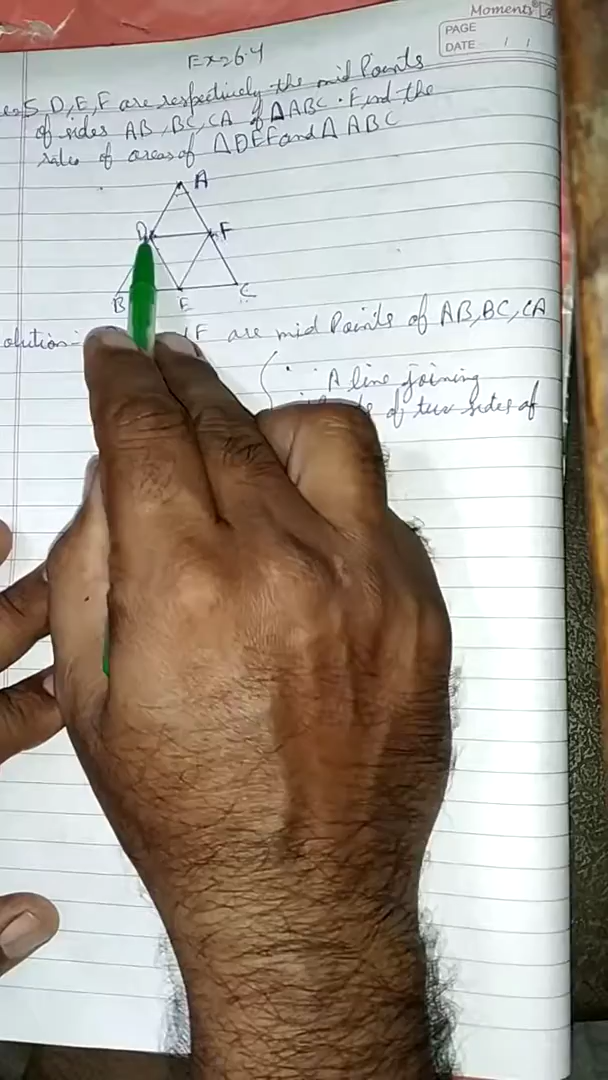 Moments
PAGE
DATE / /
Ex=6.4
5 D, E, F are respectively the mid Points
of sides AB, BC, CA of ΔABC. Find the
ratio of areas of ΔDEF and Δ ABC
A
D F
B E C
olution:- F are mid Points of AB, BC, CA
∵ A line joining
of two sides of